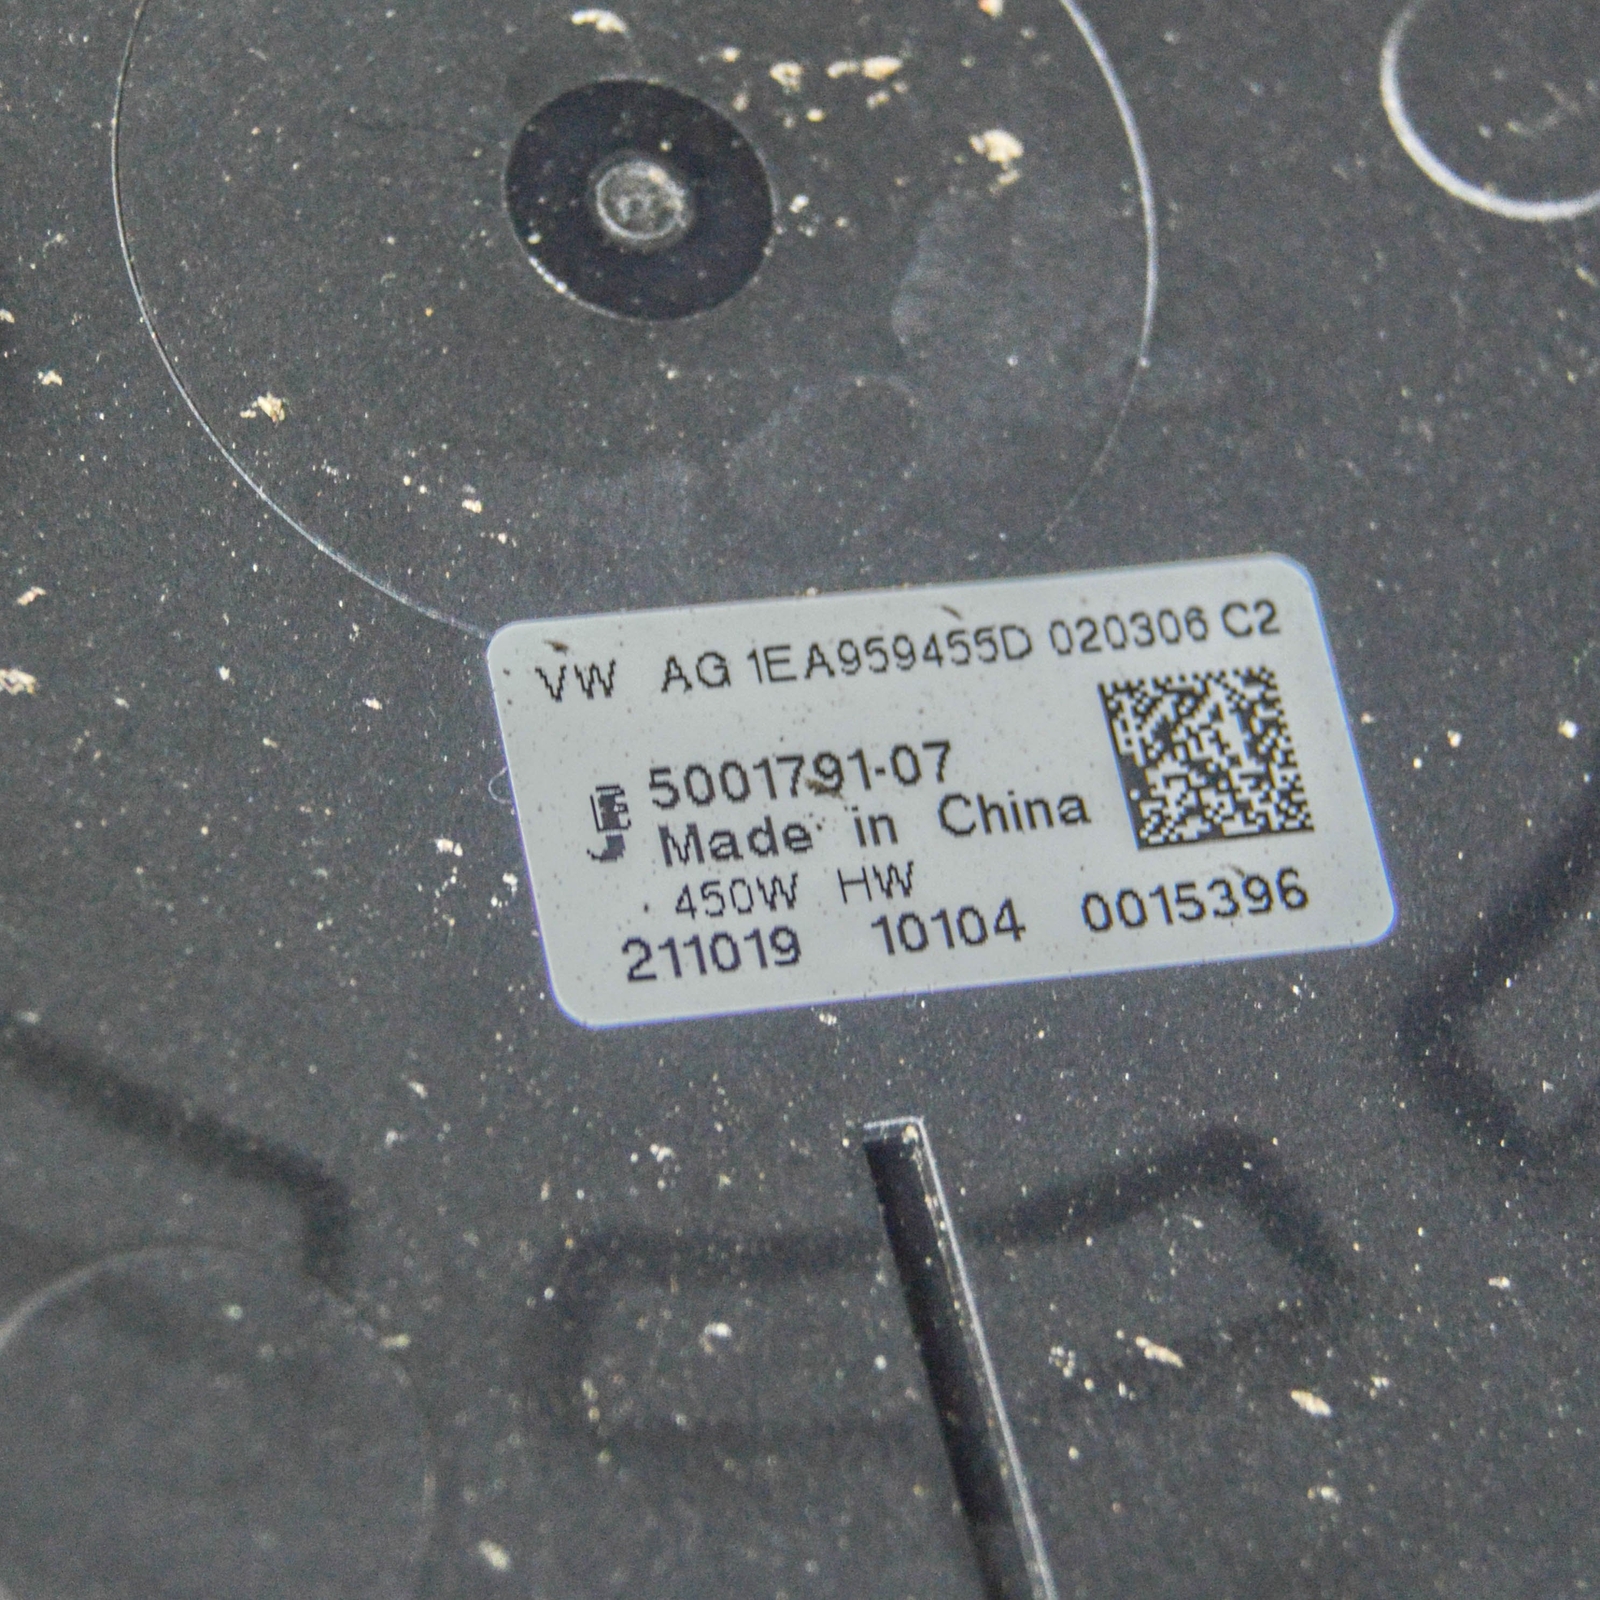 VW AG 1EA959455D 020306 C2
5001791-07
Made in China
450W HW
211019 10104 0015396